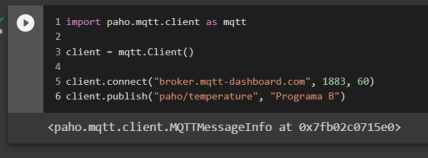 1 import paho.mqtt.client as mqtt
2
3 client = mqtt.Client()
4
5 client.connect("broker.mqtt-dashboard.com", 1883, 60)
6 client.publish("paho/temperature", "Programa B")
<paho.mqtt.client.MQTTMessageInfo at 0x7fb02c0715e0>